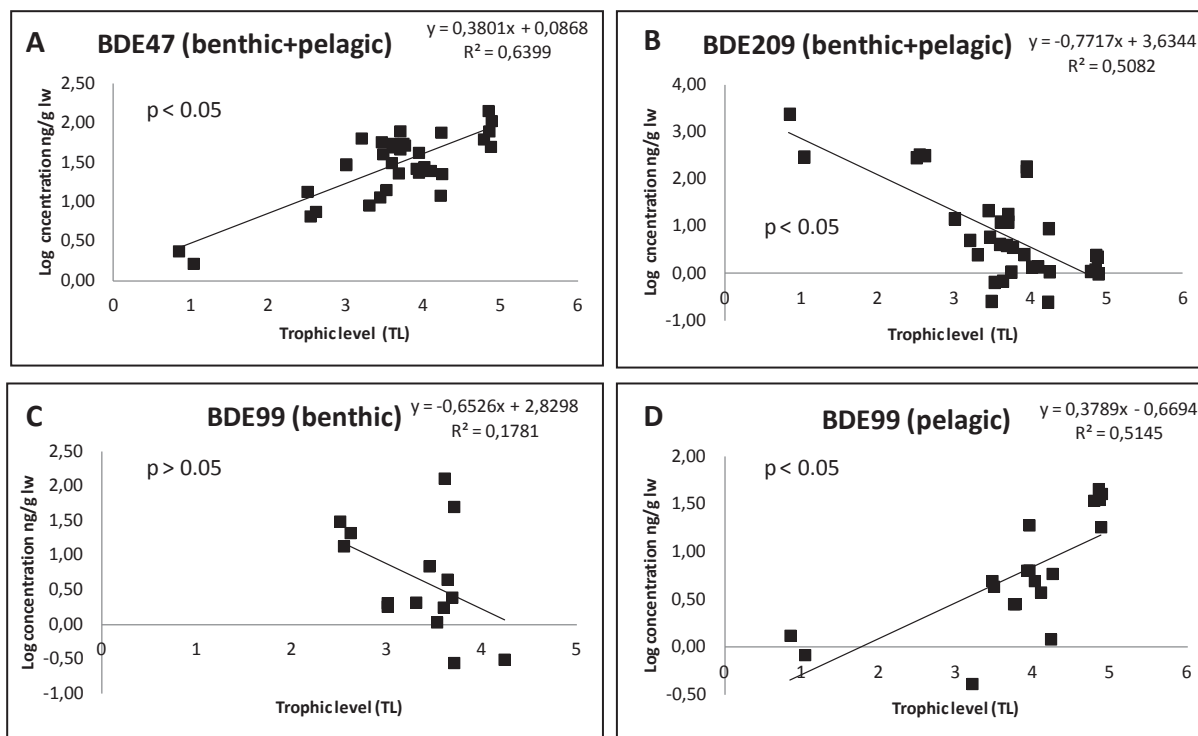 A
BDE47 (benthic+pelagic)
y = 0,3801x + 0,0868
R² = 0,6399
p < 0.05
Log cncentration ng/g lw
2,50
2,00
1,50
1,00
0,50
0,00
0 1 2 3 4 5 6
Trophic level (TL)
B
BDE209 (benthic+pelagic)
y = -0,7717x + 3,6344
R² = 0,5082
p < 0.05
Log cncentration ng/g lw
4,00
3,00
2,00
1,00
0,00
-1,00
0 1 2 3 4 5 6
Trophic level (TL)
C
BDE99 (benthic)
y = -0,6526x + 2,8298
R² = 0,1781
p > 0.05
Log concentration ng/g lw
2,50
2,00
1,50
1,00
0,50
0,00
-0,50
-1,00
0 1 2 3 4 5
Trophic level (TL)
D
BDE99 (pelagic)
y = 0,3789x - 0,6694
R² = 0,5145
p < 0.05
Log concentration ng/g lw
2,00
1,50
1,00
0,50
0,00
-0,50
0 1 2 3 4 5 6
Trophic level (TL)